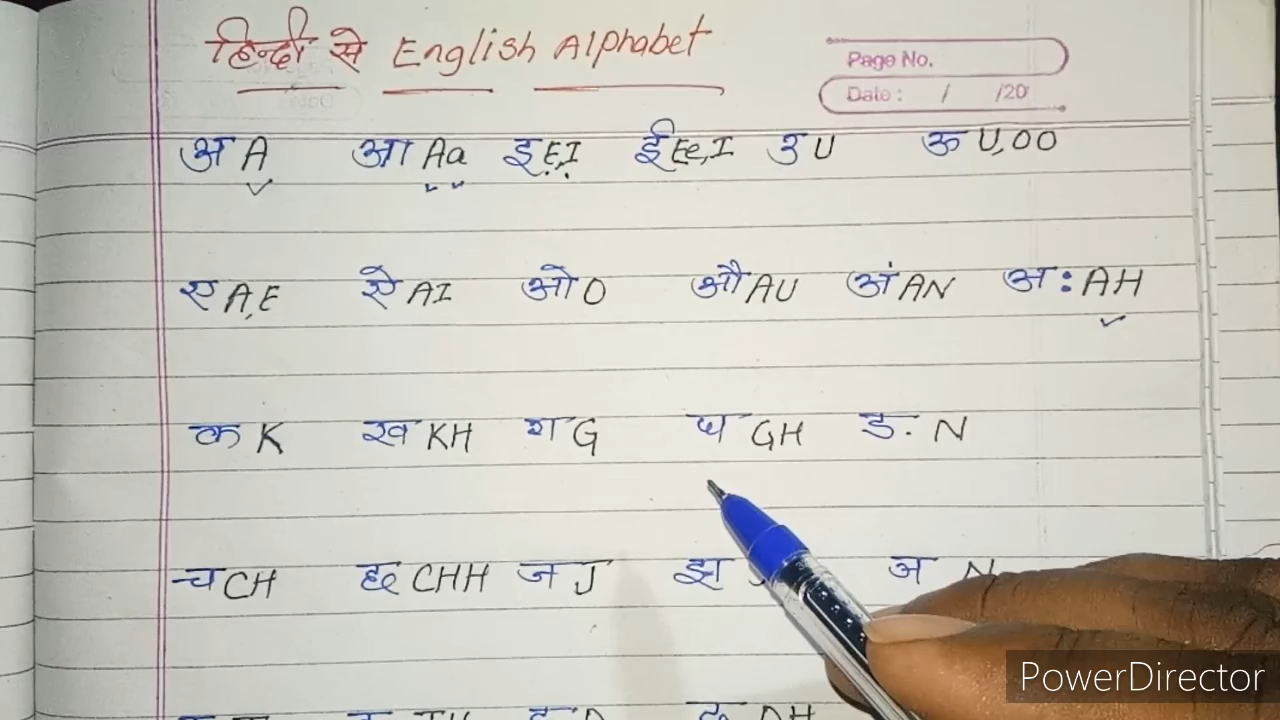 हिन्दी से English Alphabet
Page No.
Date : / /20
अ A आ Aa इ E,I ई Ee,I उ U ऊ U,OO
ए A,E ऐ AI ओ O औ AU अं AN अः AH
क K ख KH ग G घ GH ङ N
च CH छ CHH ज J झ ञ N
PowerDirector